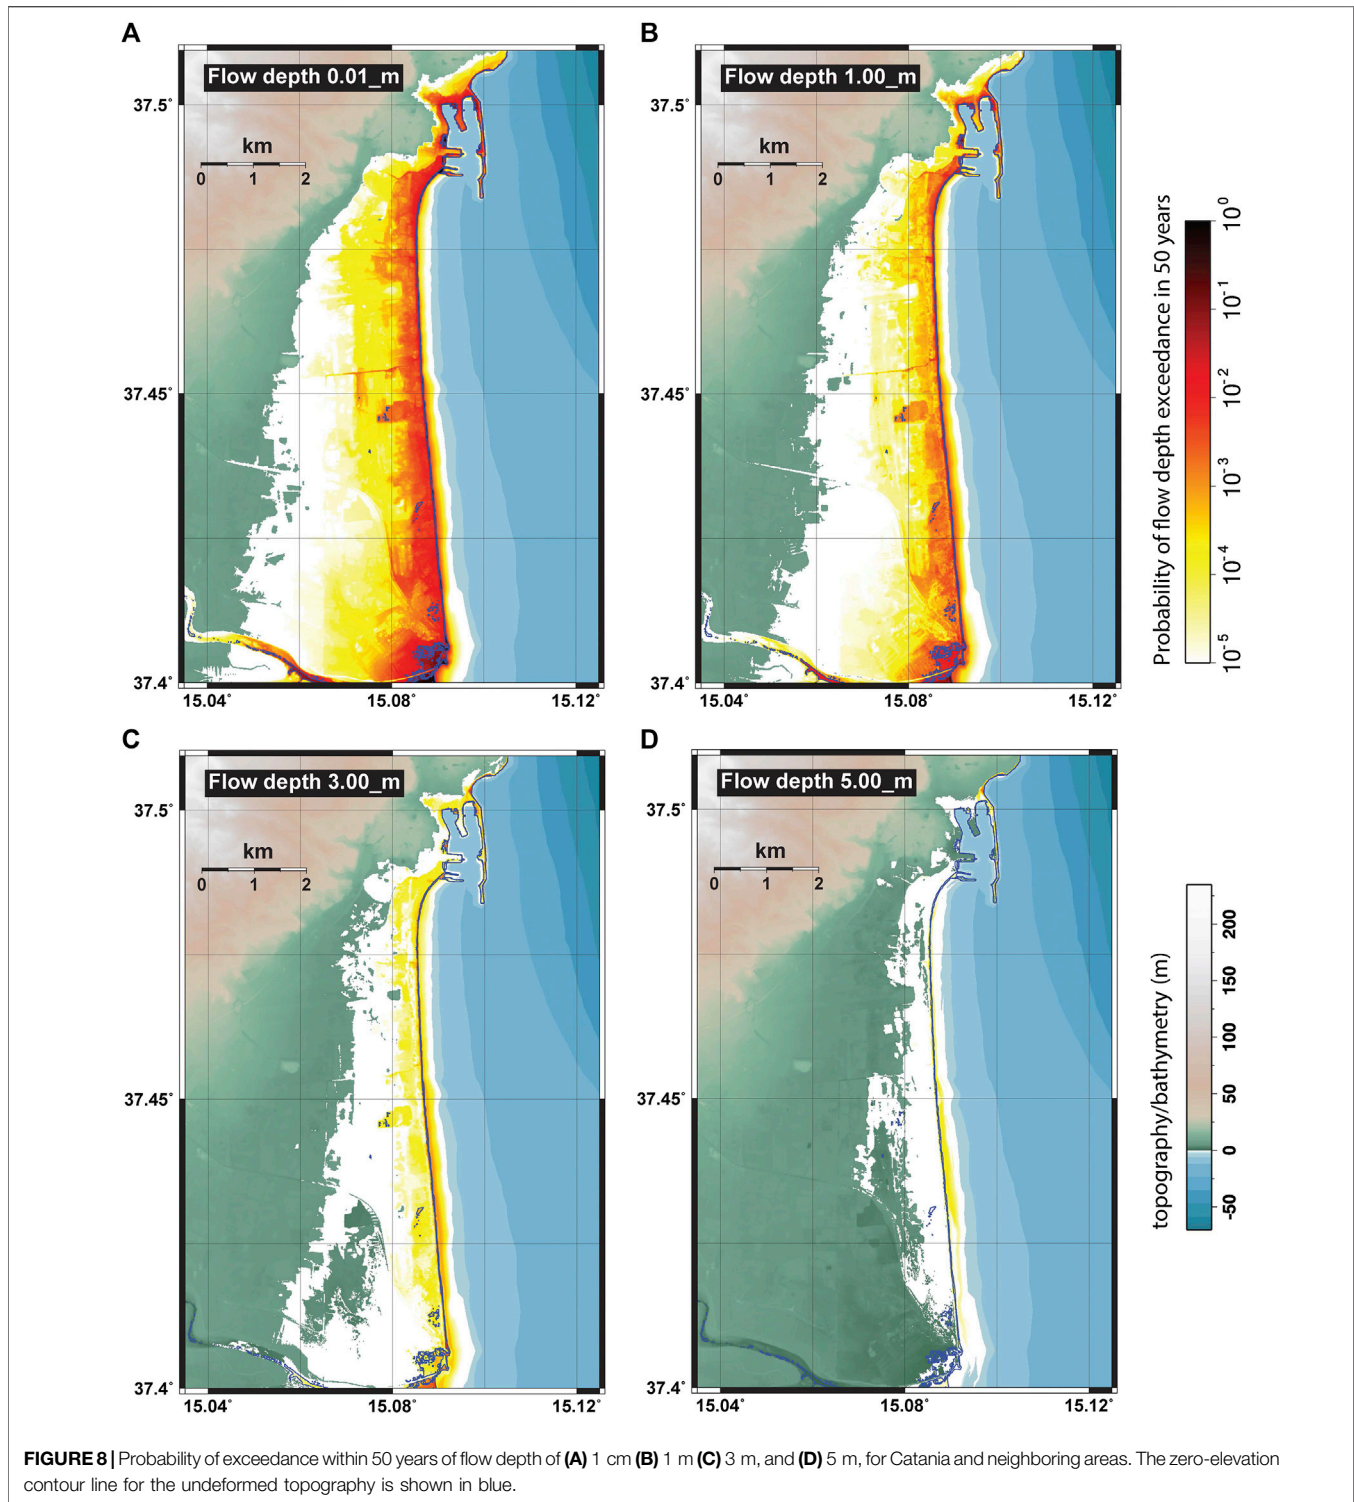 A
B
Flow depth 0.01_m
Flow depth 1.00_m
37.5°
km
km
0 1 2
0 1 2
37.45°
37.4°
15.04° 15.08° 15.12°
15.04° 15.08° 15.12°
Probability of flow depth exceedance in 50 years
10^0
10^-1
10^-2
10^-3
10^-4
10^-5
C
D
Flow depth 3.00_m
Flow depth 5.00_m
37.5°
37.5°
km
km
0 1 2
0 1 2
37.45°
37.45°
37.4°
37.4°
15.04° 15.08° 15.12°
15.04° 15.08° 15.12°
topography/bathymetry (m)
200
150
100
50
0
-50
FIGURE 8 | Probability of exceedance within 50 years of flow depth of (A) 1 cm (B) 1 m (C) 3 m, and (D) 5 m, for Catania and neighboring areas. The zero-elevation
contour line for the undeformed topography is shown in blue.